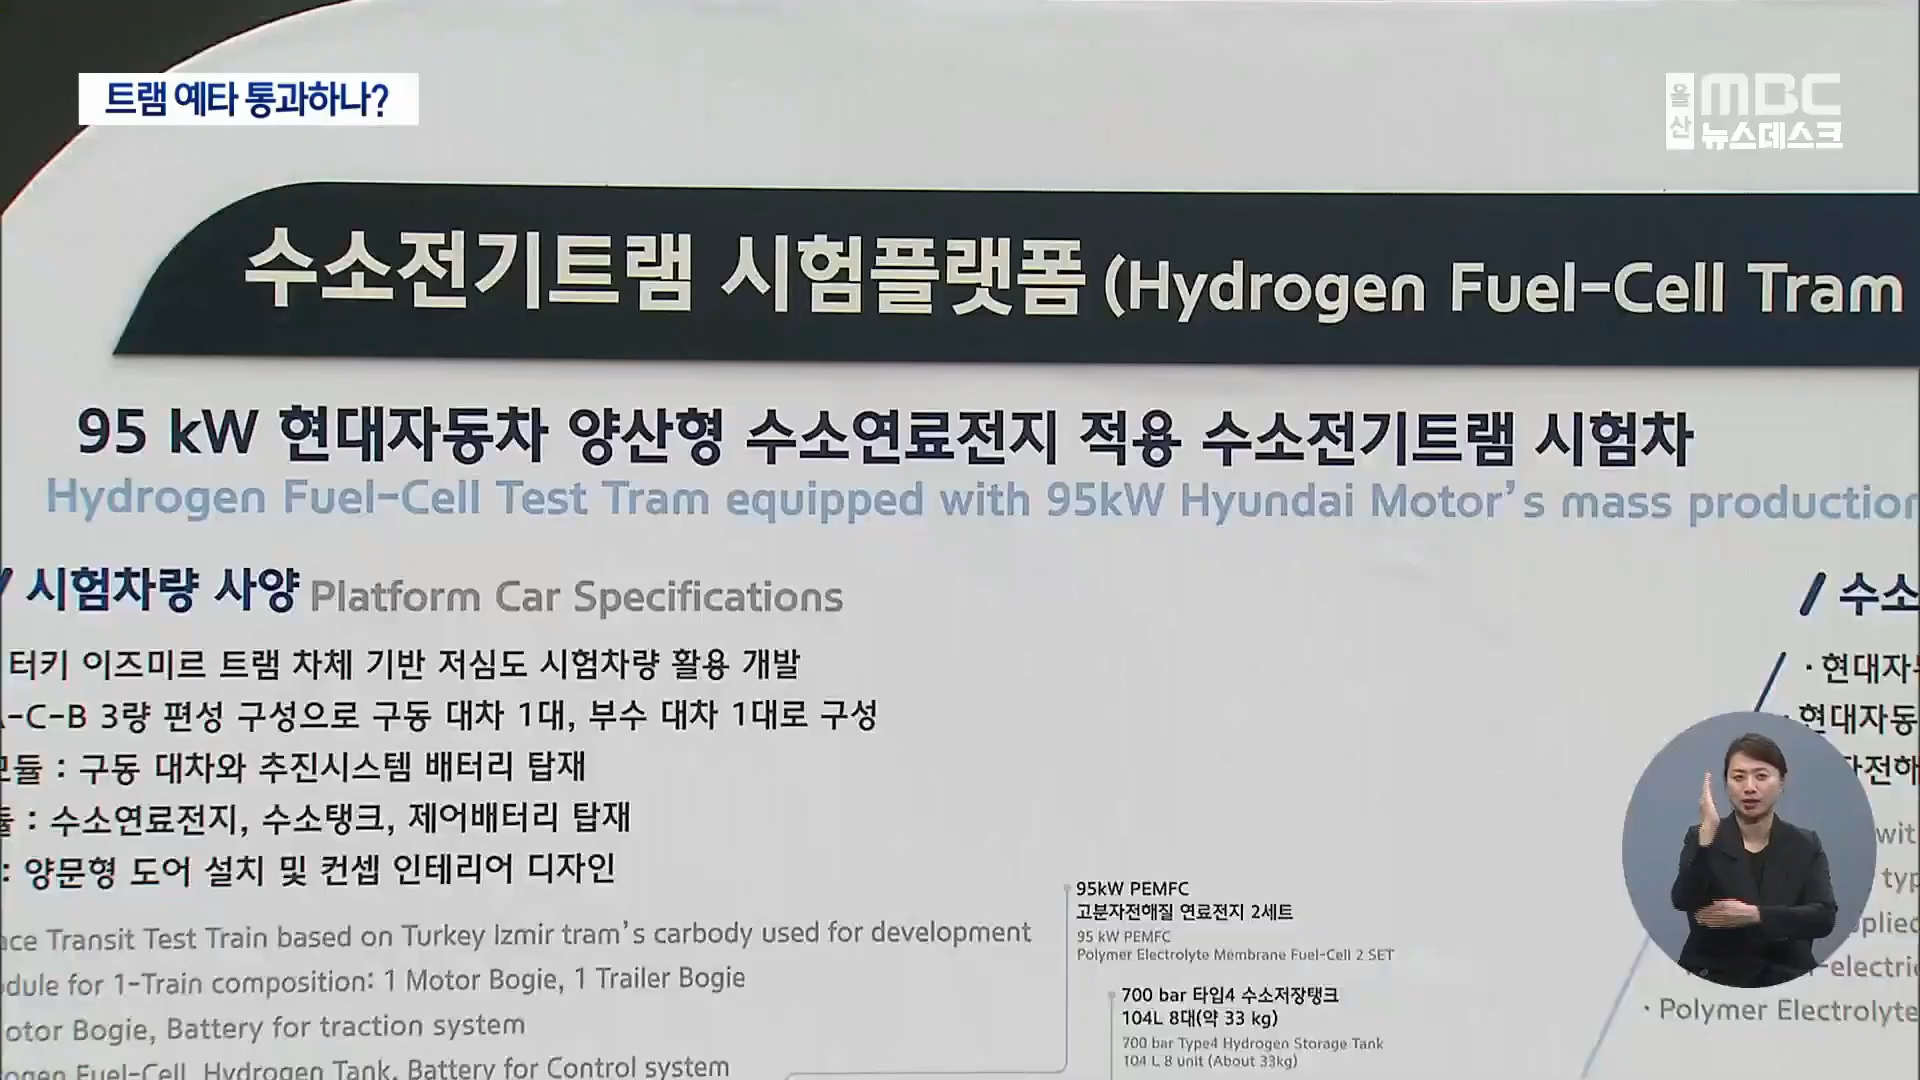 트램 예타 통과하나?
울산 MBC
뉴스데스크
수소전기트램 시험플랫폼 (Hydrogen Fuel-Cell Tram
95 kW 현대자동차 양산형 수소연료전지 적용 수소전기트램 시험차
Hydrogen Fuel-Cell Test Tram equipped with 95kW Hyundai Motor's mass production
/ 시험차량 사양 Platform Car Specifications
터키 이즈미르 트램 차체 기반 저심도 시험차량 활용 개발
A-C-B 3량 편성 구성으로 구동 대차 1대, 부수 대차 1대로 구성
모듈 : 구동 대차와 추진시스템 배터리 탑재
듈 : 수소연료전지, 수소탱크, 제어배터리 탑재
: 양문형 도어 설치 및 컨셉 인테리어 디자인
ace Transit Test Train based on Turkey Izmir tram's carbody used for development
odule for 1-Train composition: 1 Motor Bogie, 1 Trailer Bogie
otor Bogie, Battery for traction system
ogen Fuel-Cell, Hydrogen Tank, Battery for Control system
95kW PEMFC
고분자전해질 연료전지 2세트
95 kW PEMFC
Polymer Electrolyte Membrane Fuel-Cell 2 SET
700 bar 타입4 수소저장탱크
104L 8대(약 33 kg)
700 bar Type4 Hydrogen Storage Tank
104 L 8 unit (About 33kg)
/ 수소
· 현대자
· 현대자동
자전해
with
typ
pplied
-electric
· Polymer Electrolyte